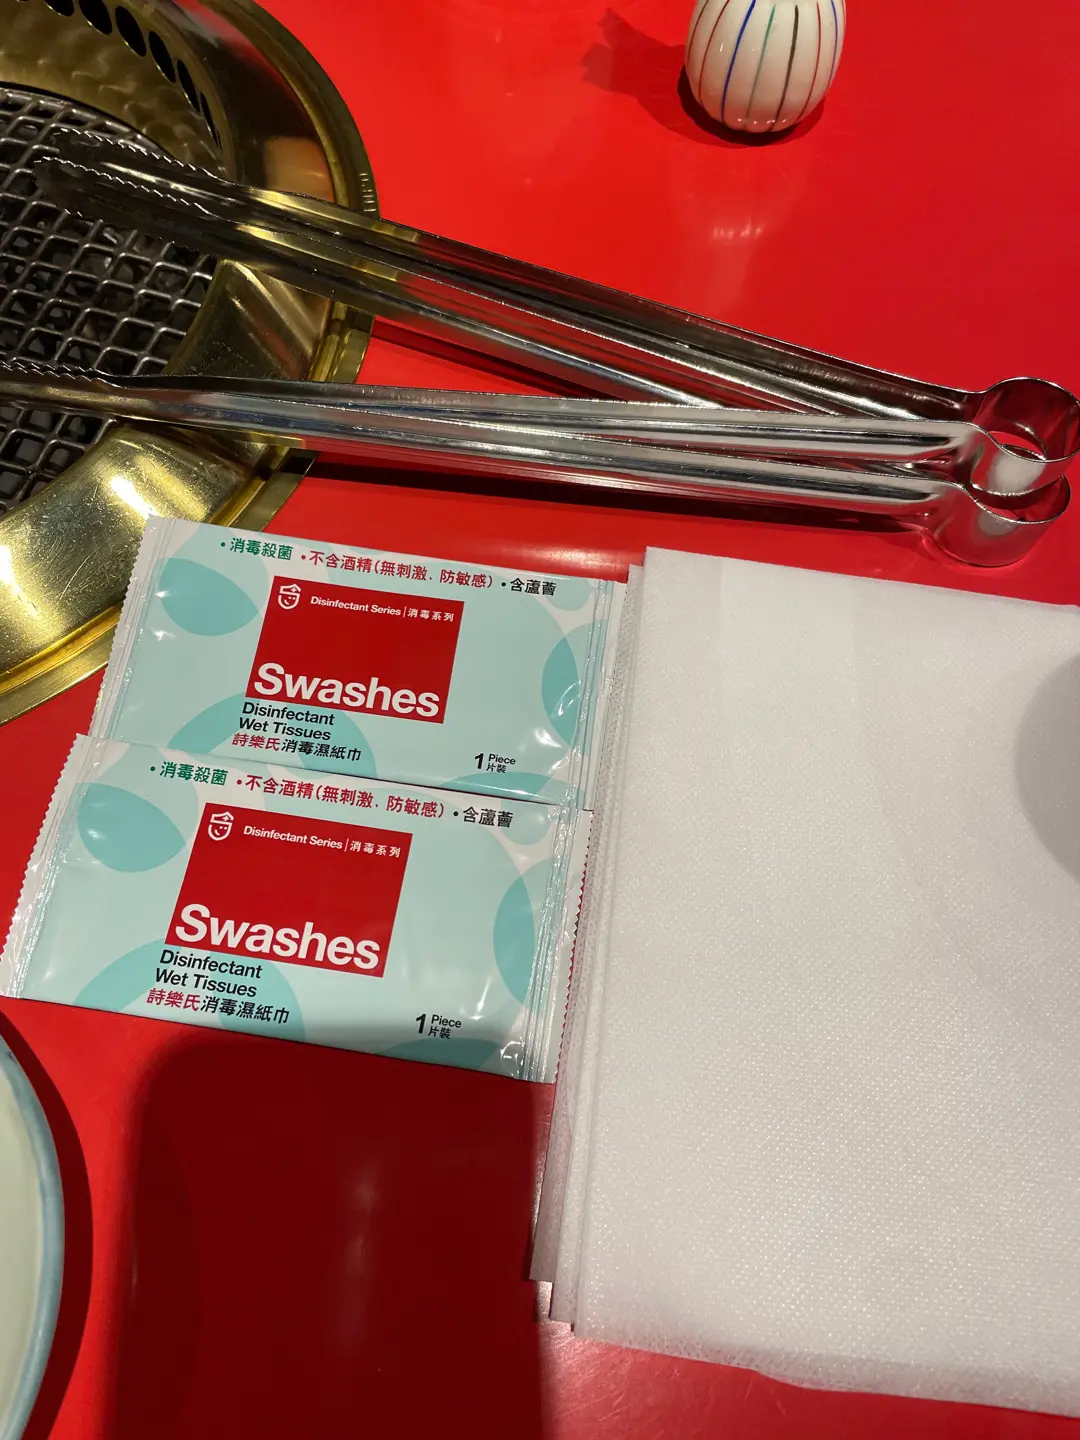 •消毒殺菌 •不含酒精(無刺激、防敏感) •含蘆薈
Disinfectant Series|消毒系列
Swashes
Disinfectant
Wet Tissues
詩樂氏消毒濕紙巾
1 Piece
片裝
•消毒殺菌 •不含酒精(無刺激、防敏感) •含蘆薈
Disinfectant Series|消毒系列
Swashes
Disinfectant
Wet Tissues
詩樂氏消毒濕紙巾
1 Piece
片裝